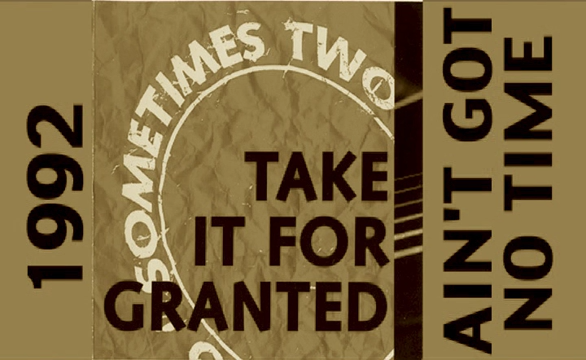 1992
SOMETIMES TWO
TAKE
IT FOR
GRANTED
AIN'T GOT
NO TIME